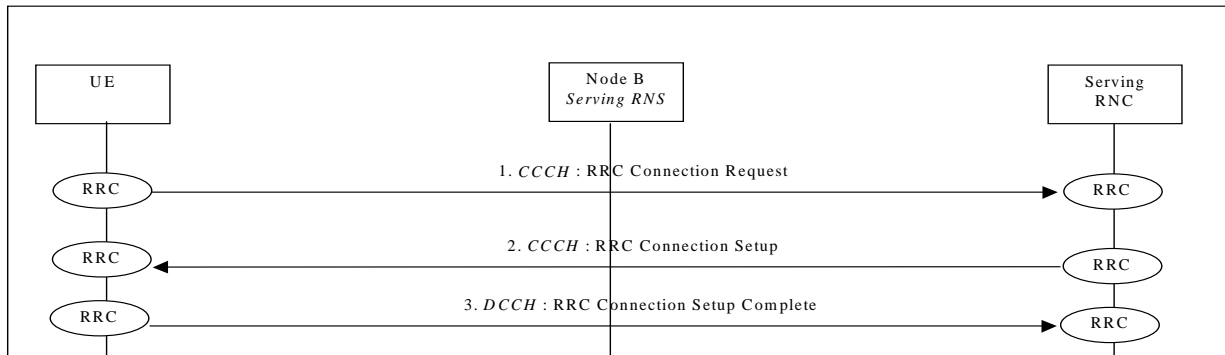 UE
Node B
Serving RNS
Serving
RNC
1. CCCH : RRC Connection Request
RRC
RRC
2. CCCH : RRC Connection Setup
RRC
RRC
3. DCCH : RRC Connection Setup Complete
RRC
RRC